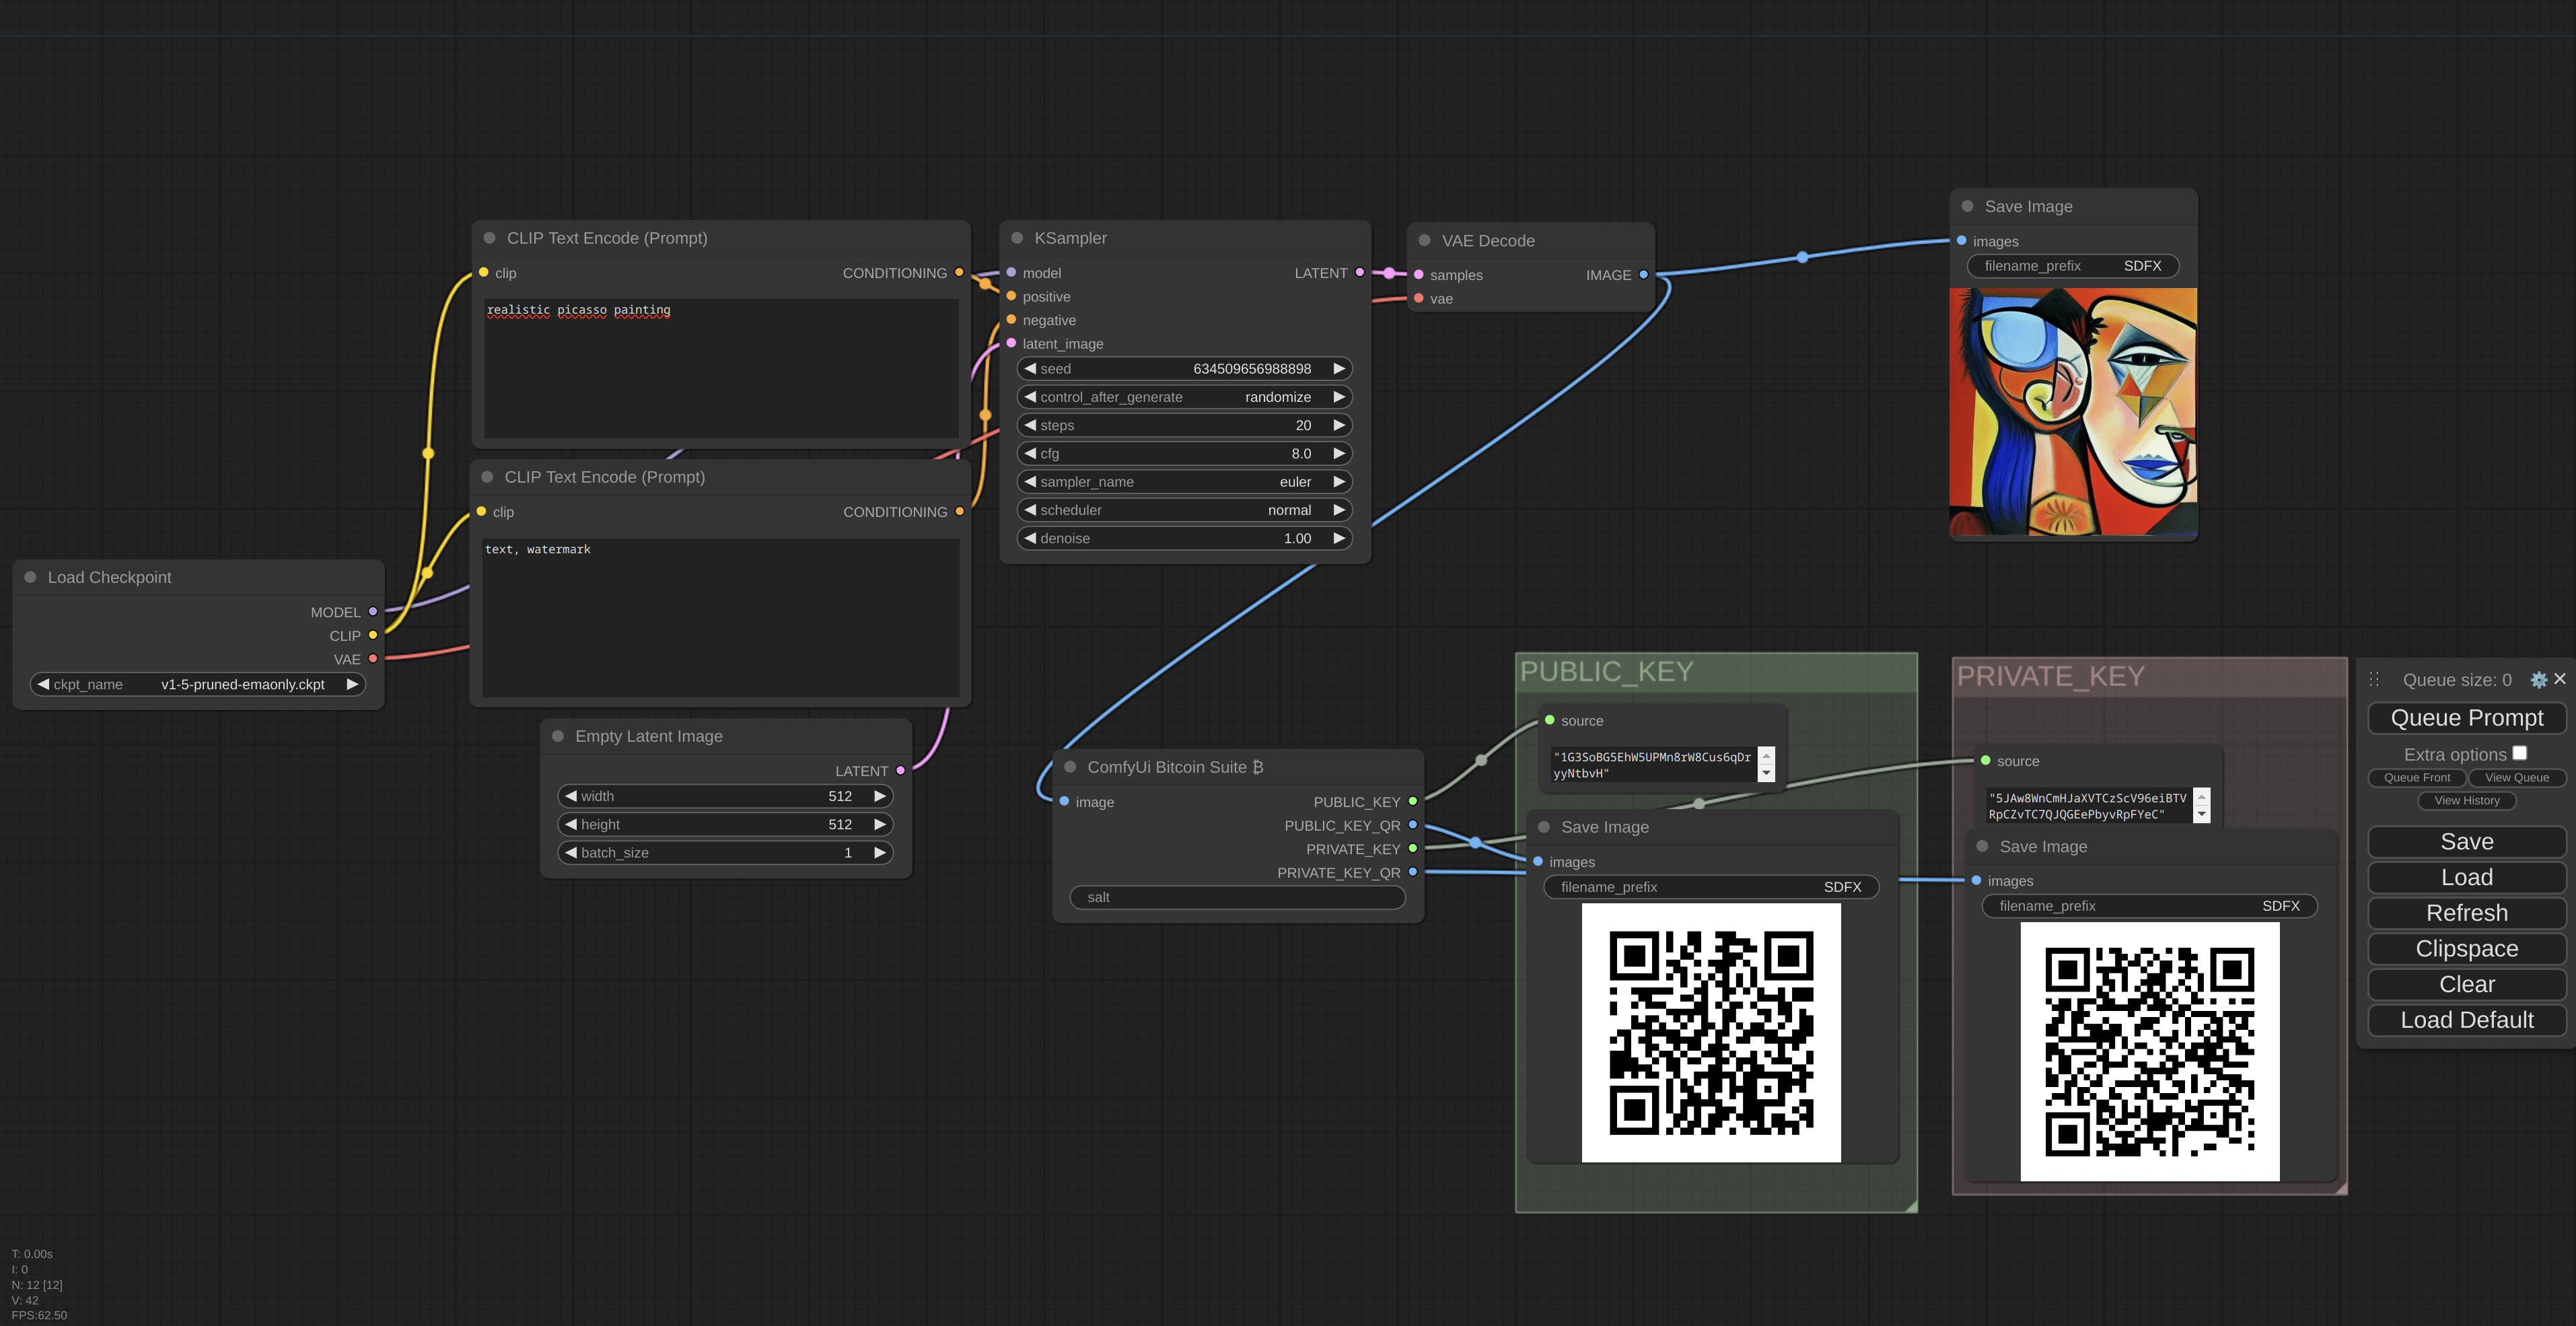 CLIP Text Encode (Prompt)
clip
CONDITIONING
realistic picasso painting
CLIP Text Encode (Prompt)
clip
CONDITIONING
text, watermark
Load Checkpoint
MODEL
CLIP
VAE
ckpt_name v1-5-pruned-emaonly.ckpt
Empty Latent Image
LATENT
width 512
height 512
batch_size 1
KSampler
model
LATENT
positive
negative
latent_image
seed 634509656988898
control_after_generate randomize
steps 20
cfg 8.0
sampler_name euler
scheduler normal
denoise 1.00
VAE Decode
samples
IMAGE
vae
Save Image
images
filename_prefix SDFX
ComfyUi Bitcoin Suite ₿
image
PUBLIC_KEY
PUBLIC_KEY_QR
PRIVATE_KEY
PRIVATE_KEY_QR
salt
PUBLIC_KEY
source
"1G3SoBG5EhW5UPMn8rW8Cus6qDr
yyNtbvH"
Save Image
images
filename_prefix SDFX
PRIVATE_KEY
source
"5JAw8WnCmHJaXVTCzScV96eiBTV
RpCZvTC7QJQGEePbyvRpFYeC"
Save Image
images
filename_prefix SDFX
Queue size: 0
Queue Prompt
Extra options
Queue Front
View Queue
View History
Save
Load
Refresh
Clipspace
Clear
Load Default
T: 0.00s
I: 0
N: 12 [12]
V: 42
FPS:62.50